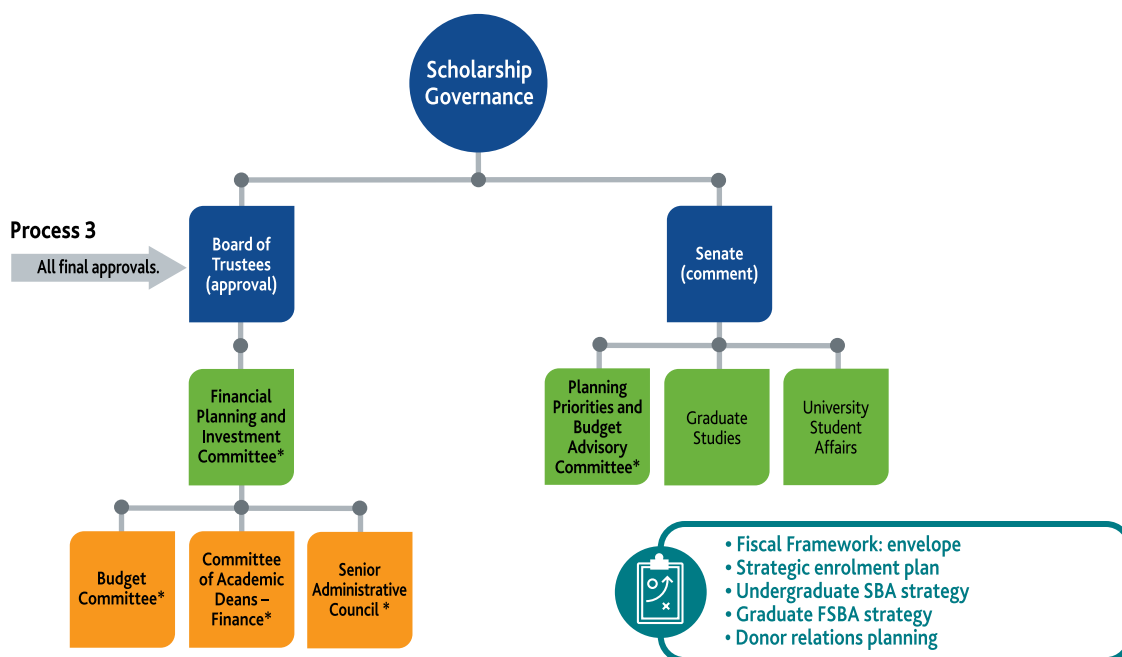 Scholarship
Governance
Process 3
All final approvals.
Board of
Trustees
(approval)
Senate
(comment)
Financial
Planning and
Investment
Committee*
Planning
Priorities and
Budget
Advisory
Committee*
Graduate
Studies
University
Student
Affairs
Budget
Committee*
Committee
of Academic
Deans –
Finance*
Senior
Administrative
Council *
• Fiscal Framework: envelope
• Strategic enrolment plan
• Undergraduate SBA strategy
• Graduate FSBA strategy
• Donor relations planning